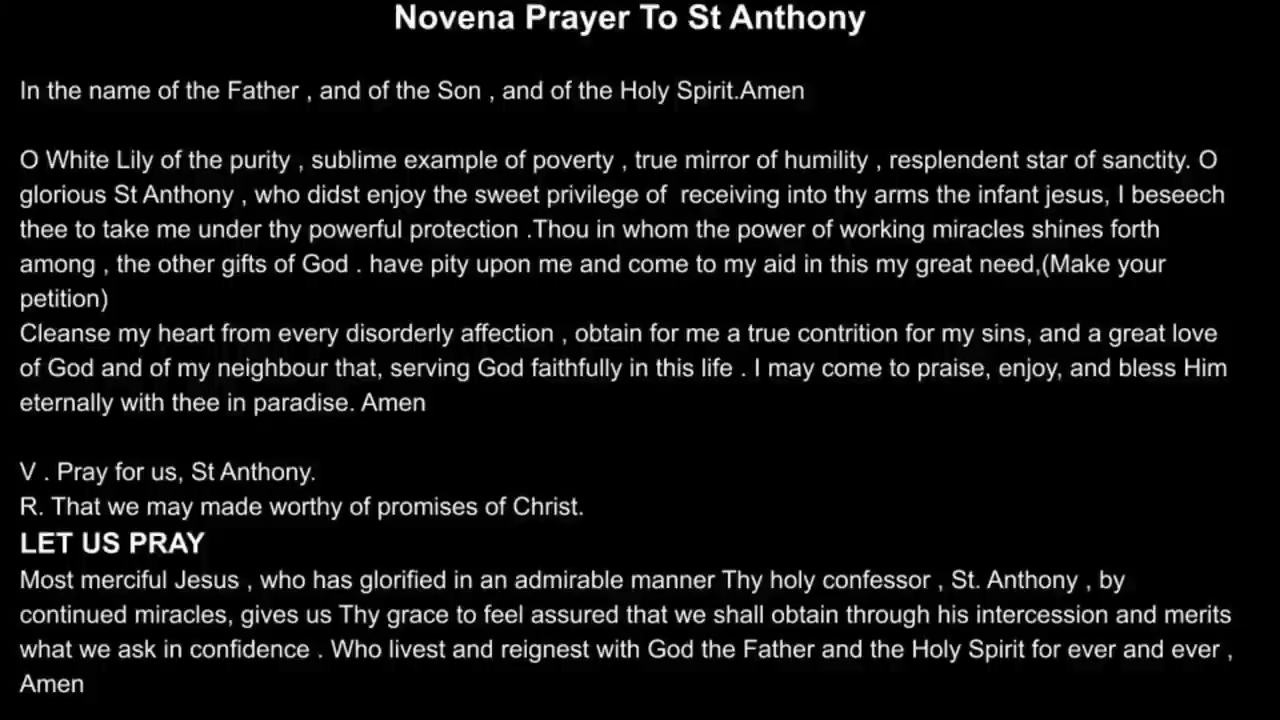 Novena Prayer To St Anthony
In the name of the Father , and of the Son , and of the Holy Spirit.Amen
O White Lily of the purity , sublime example of poverty , true mirror of humility , resplendent star of sanctity. O
glorious St Anthony , who didst enjoy the sweet privilege of  receiving into thy arms the infant jesus, I beseech
thee to take me under thy powerful protection .Thou in whom the power of working miracles shines forth
among , the other gifts of God . have pity upon me and come to my aid in this my great need,(Make your
petition)
Cleanse my heart from every disorderly affection , obtain for me a true contrition for my sins, and a great love
of God and of my neighbour that, serving God faithfully in this life . I may come to praise, enjoy, and bless Him
eternally with thee in paradise. Amen
V . Pray for us, St Anthony.
R. That we may made worthy of promises of Christ.
LET US PRAY
Most merciful Jesus , who has glorified in an admirable manner Thy holy confessor , St. Anthony , by
continued miracles, gives us Thy grace to feel assured that we shall obtain through his intercession and merits
what we ask in confidence . Who livest and reignest with God the Father and the Holy Spirit for ever and ever ,
Amen